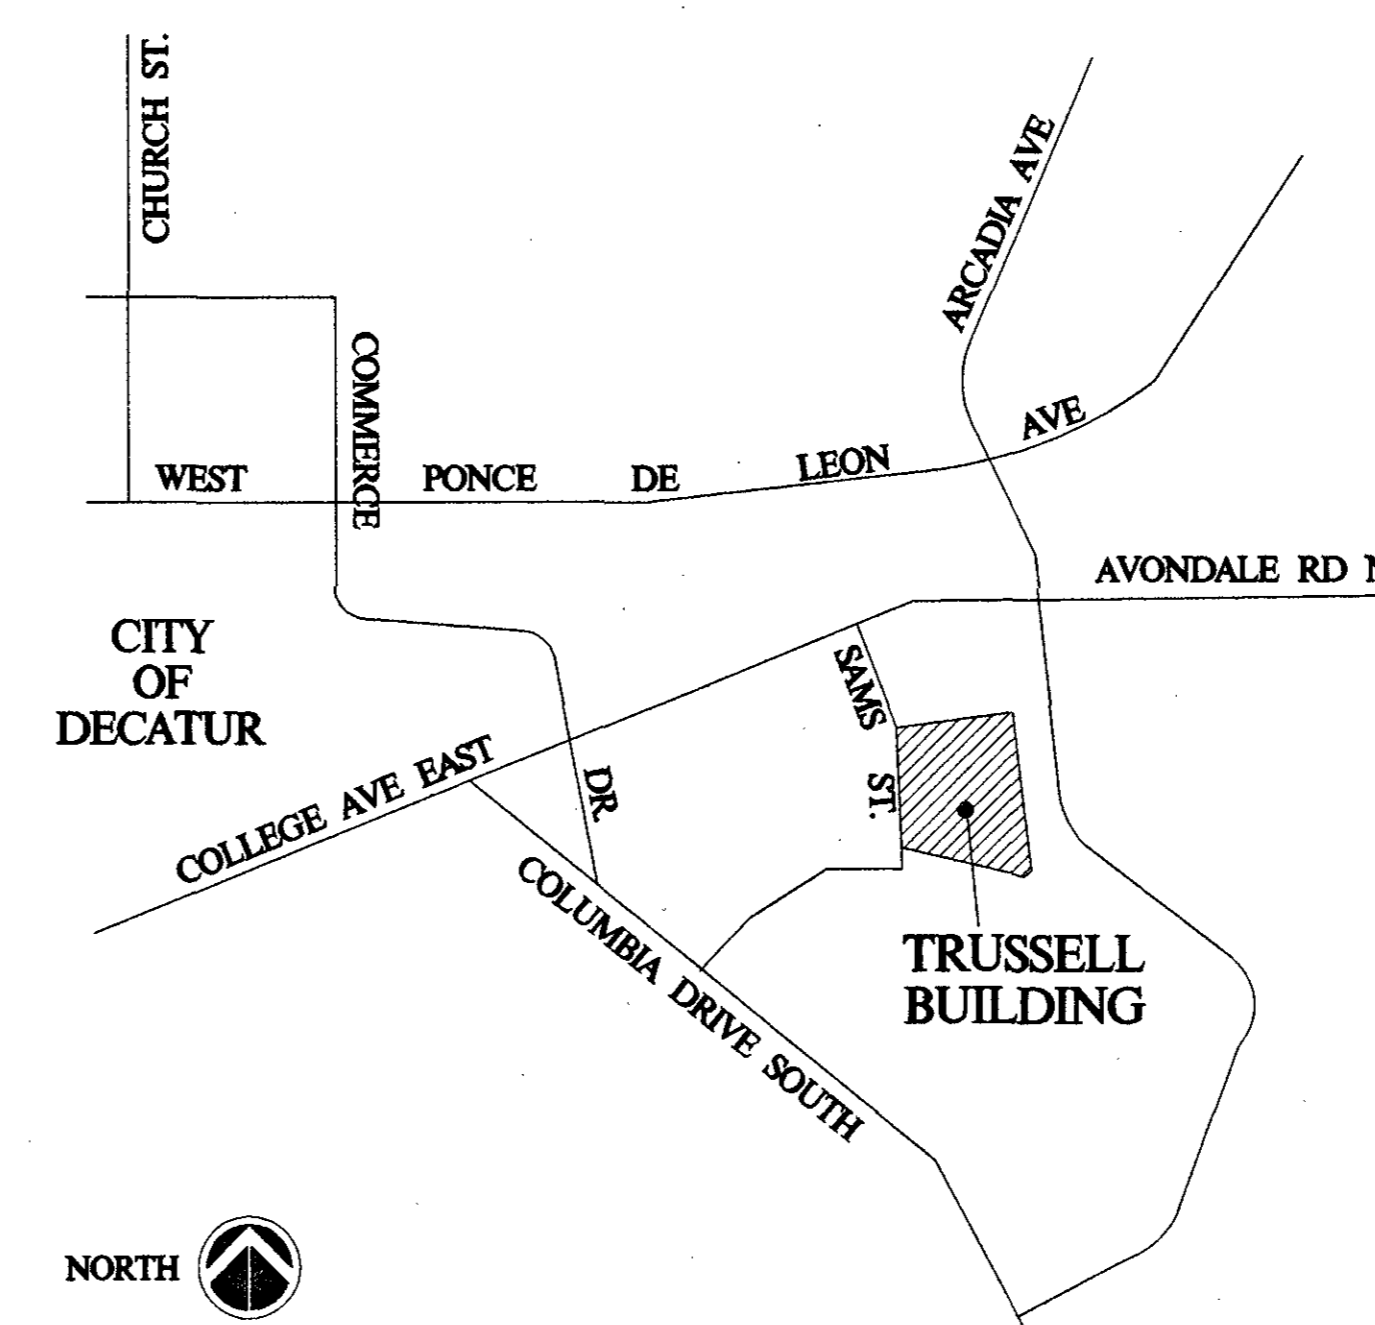 CHURCH ST.
ARCADIA AVE
COMMERCE DR.
WEST PONCE DE LEON AVE
AVONDALE RD N
CITY
OF
DECATUR
SAMS ST.
COLLEGE AVE EAST
COLUMBIA DRIVE SOUTH
TRUSSELL
BUILDING
NORTH